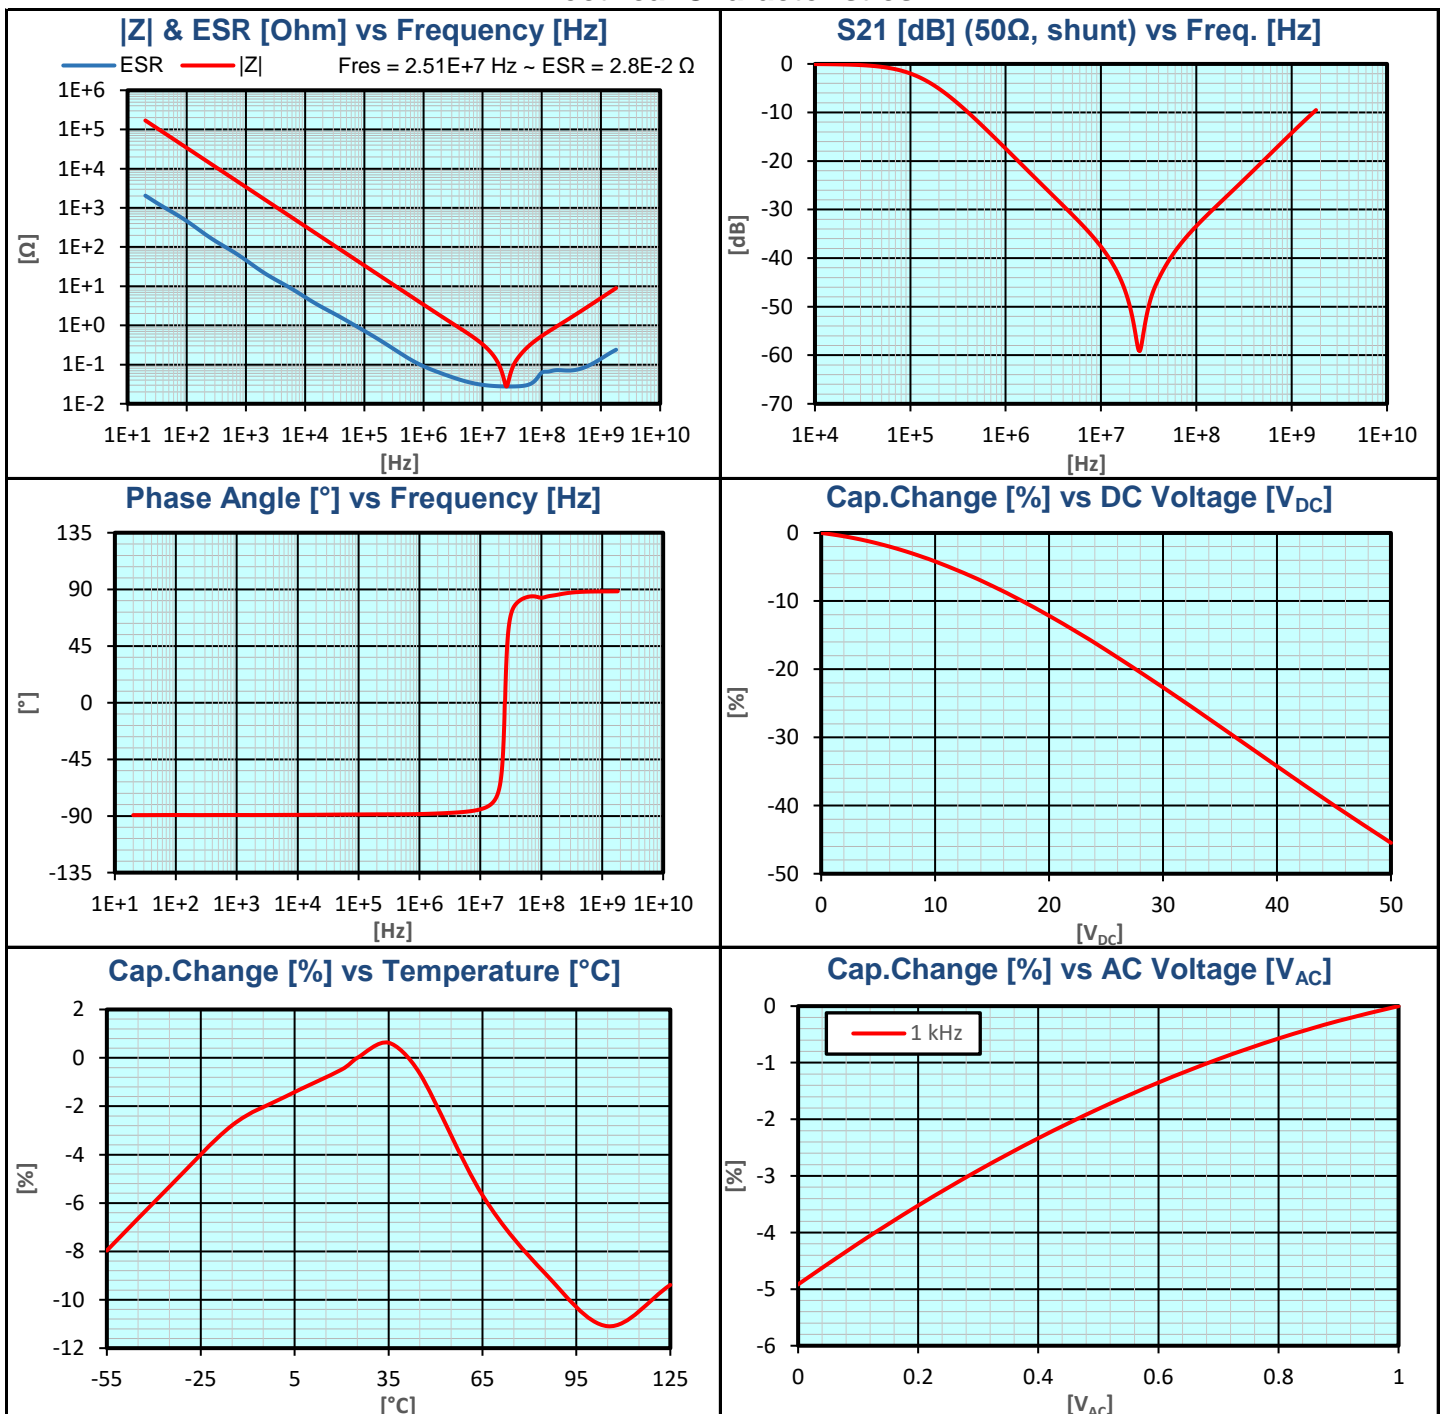 |Z| & ESR [Ohm] vs Frequency [Hz]
ESR |Z| Fres = 2.51E+7 Hz ~ ESR = 2.8E-2 Ω
1E+6
1E+5
1E+4
1E+3
1E+2
1E+1
1E+0
1E-1
1E-2
[Ω]
1E+1 1E+2 1E+3 1E+4 1E+5 1E+6 1E+7 1E+8 1E+9 1E+10
[Hz]
S21 [dB] (50Ω, shunt) vs Freq. [Hz]
0
-10
-20
-30
-40
-50
-60
-70
[dB]
1E+4 1E+5 1E+6 1E+7 1E+8 1E+9 1E+10
[Hz]
Phase Angle [°] vs Frequency [Hz]
135
90
45
0
-45
-90
-135
[°]
1E+1 1E+2 1E+3 1E+4 1E+5 1E+6 1E+7 1E+8 1E+9 1E+10
[Hz]
Cap.Change [%] vs DC Voltage [VDC]
0
-10
-20
-30
-40
-50
[%]
0 10 20 30 40 50
[VDC]
Cap.Change [%] vs Temperature [°C]
2
0
-2
-4
-6
-8
-10
-12
[%]
-55 -25 5 35 65 95 125
[°C]
Cap.Change [%] vs AC Voltage [VAC]
1 kHz
0
-1
-2
-3
-4
-5
-6
[%]
0 0.2 0.4 0.6 0.8 1
[VAC]